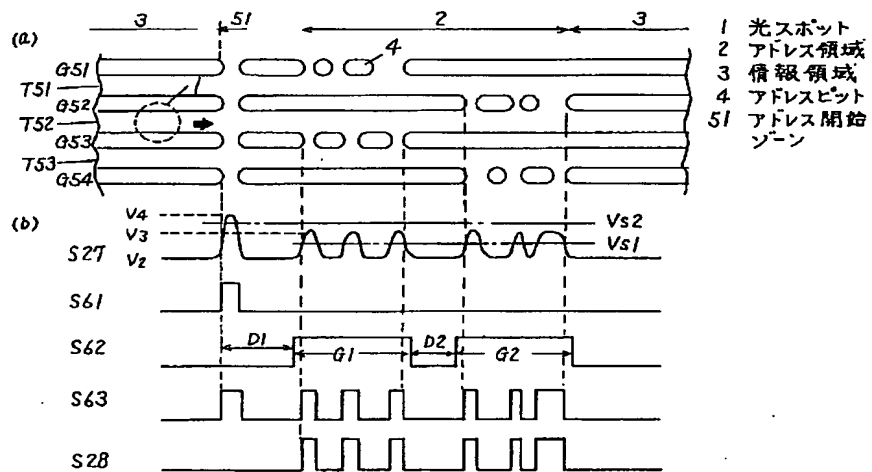 3 51 2 3
(a)
4
G51
T51 1
G52
T52
G53
T53
G54
1 光スポット
2 アドレス領域
3 情報領域
4 アドレスピット
51 アドレス開始
ゾーン
(b)
V4 Vs2
V3
Vs1
S27 V2
S61
D1 D2
S62
G1 G2
S63
S28